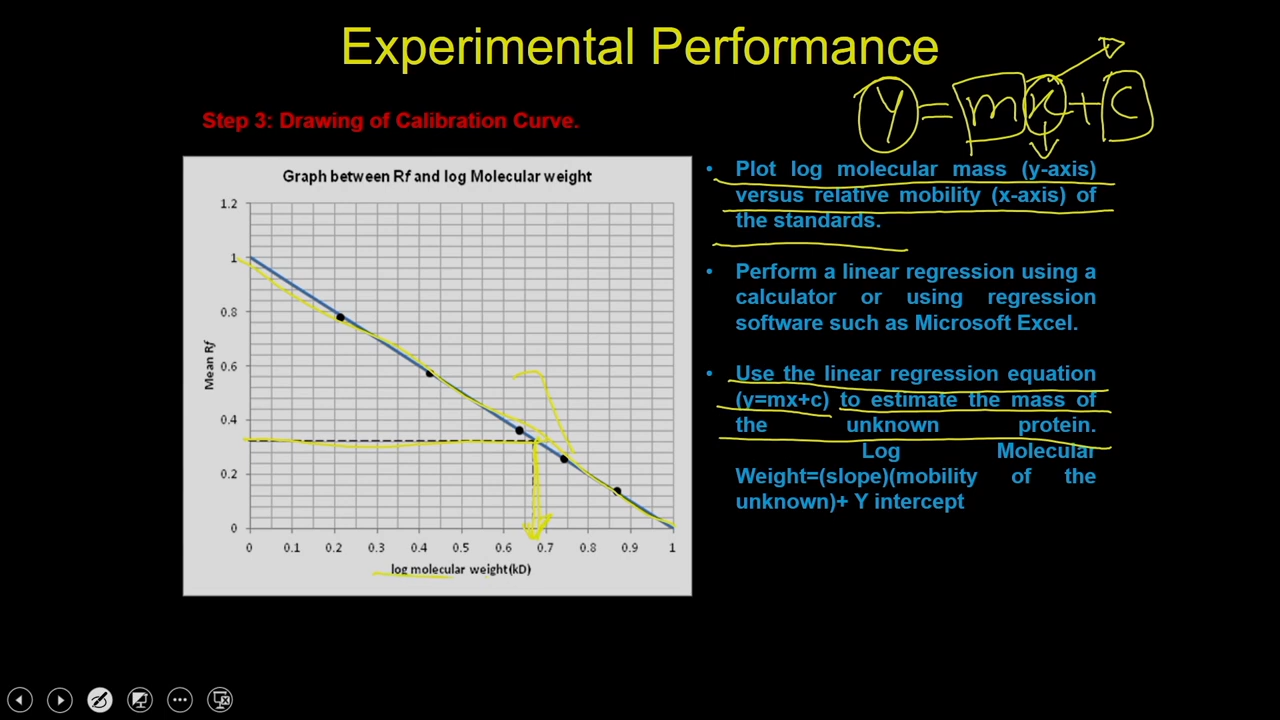 Experimental Performance
Y = mx + C
Step 3: Drawing of Calibration Curve.
Graph between Rf and log Molecular weight
1.2
1
0.8
0.6
0.4
0.2
0
Mean Rf
0 0.1 0.2 0.3 0.4 0.5 0.6 0.7 0.8 0.9 1
log molecular weight(kD)
• Plot log molecular mass (y-axis)
versus relative mobility (x-axis) of
the standards.
• Perform a linear regression using a
calculator or using regression
software such as Microsoft Excel.
• Use the linear regression equation
(y=mx+c) to estimate the mass of
the unknown protein.
Log Molecular
Weight=(slope)(mobility of the
unknown)+ Y intercept